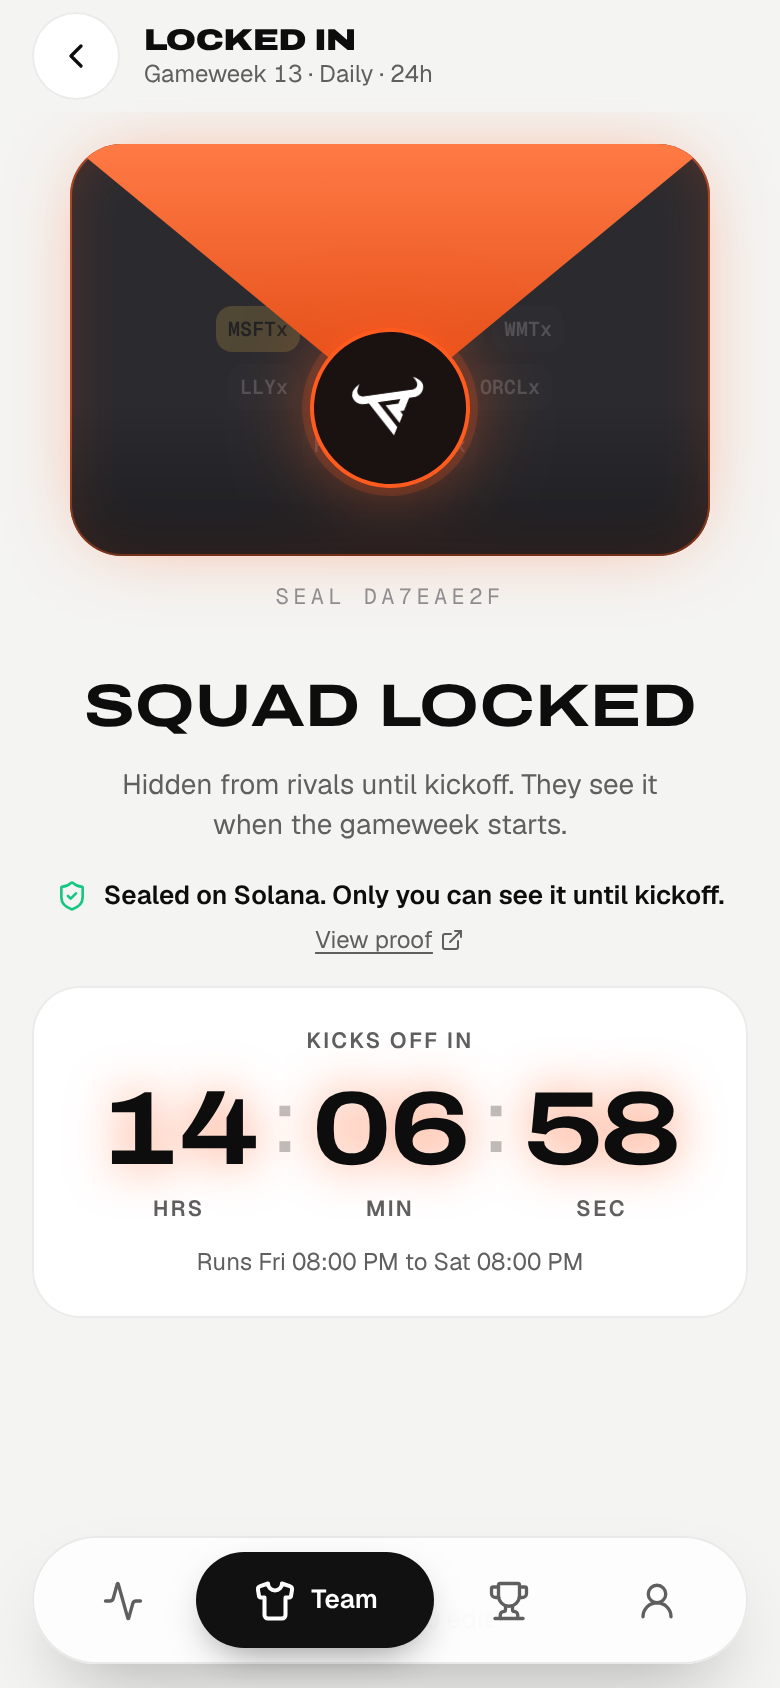 LOCKED IN
Gameweek 13 · Daily · 24h
MSFTx WMTx
LLYx ORCLx
SEAL DA7EAE2F
SQUAD LOCKED
Hidden from rivals until kickoff. They see it
when the gameweek starts.
Sealed on Solana. Only you can see it until kickoff.
View proof
KICKS OFF IN
14 : 06 : 58
HRS MIN SEC
Runs Fri 08:00 PM to Sat 08:00 PM
Team